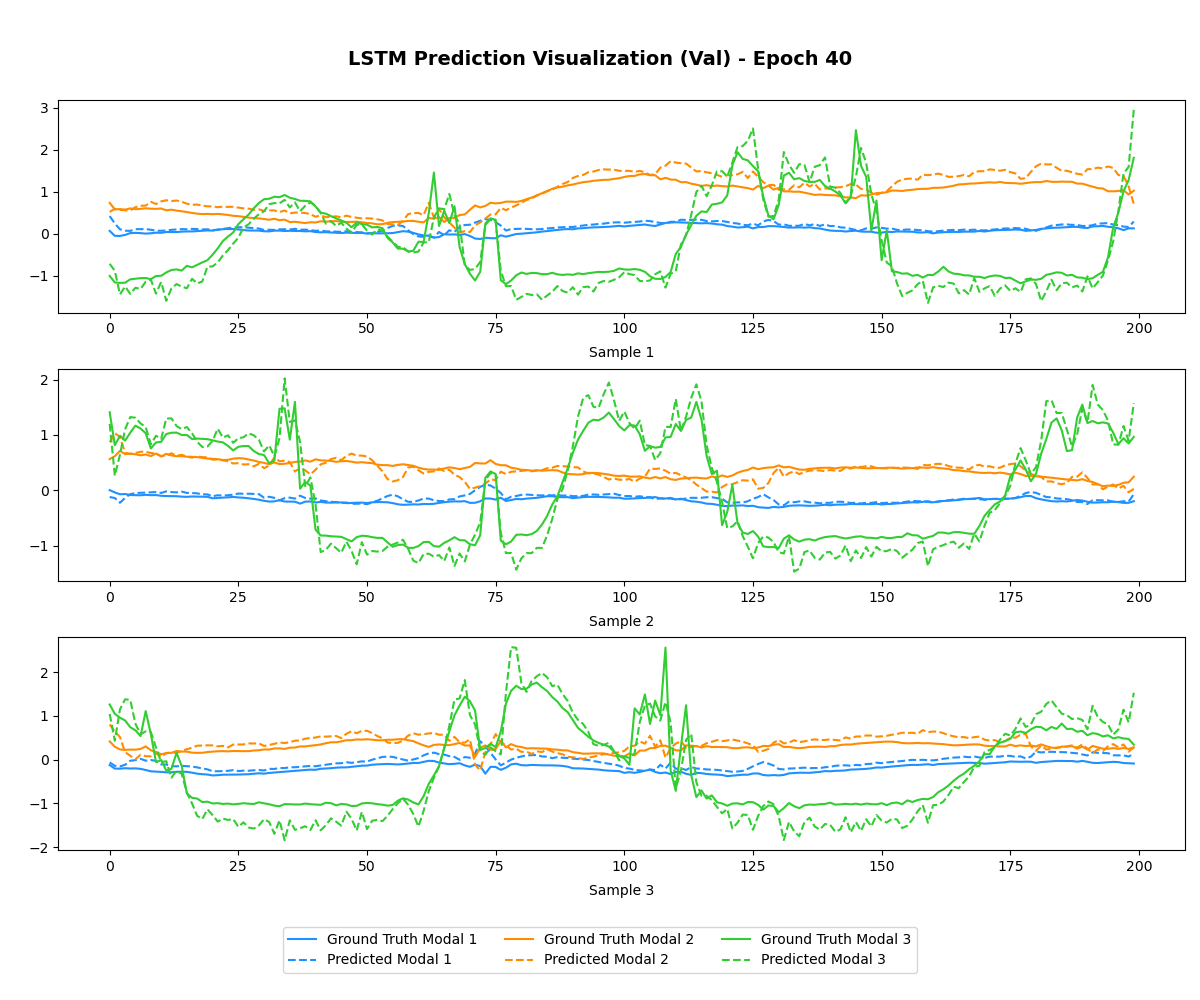 LSTM Prediction Visualization (Val) - Epoch 40
3
2
1
0
−1
0 25 50 75 100 125 150 175 200
Sample 1
2
1
0
−1
0 25 50 75 100 125 150 175 200
Sample 2
2
1
0
−1
−2
0 25 50 75 100 125 150 175 200
Sample 3
Ground Truth Modal 1 Ground Truth Modal 2 Ground Truth Modal 3
Predicted Modal 1 Predicted Modal 2 Predicted Modal 3